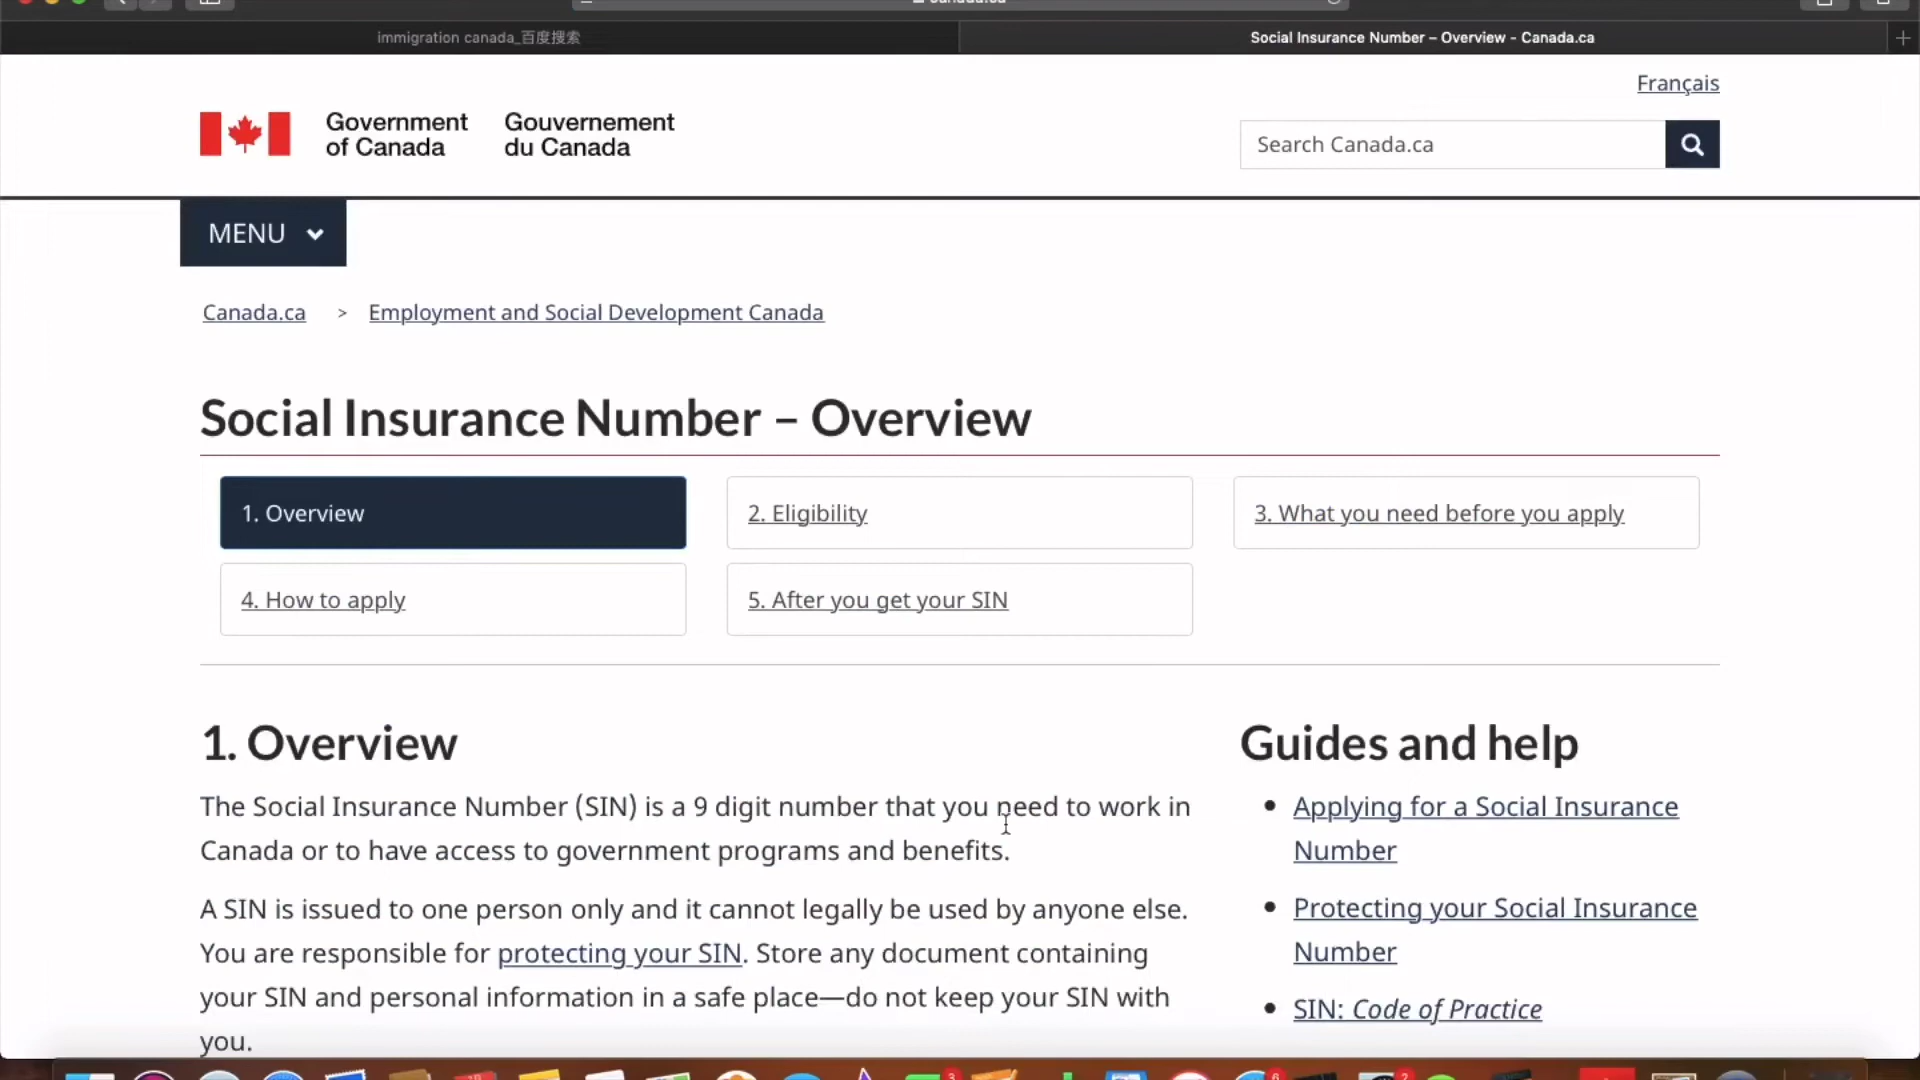 canada.ca
immigration canada_百度搜索
Social Insurance Number – Overview - Canada.ca
Français
Government of Canada
Gouvernement du Canada
Search Canada.ca
MENU
Canada.ca > Employment and Social Development Canada
Social Insurance Number – Overview
1. Overview
2. Eligibility
3. What you need before you apply
4. How to apply
5. After you get your SIN
1. Overview
The Social Insurance Number (SIN) is a 9 digit number that you need to work in
Canada or to have access to government programs and benefits.
A SIN is issued to one person only and it cannot legally be used by anyone else.
You are responsible for protecting your SIN. Store any document containing
your SIN and personal information in a safe place—do not keep your SIN with
you.
Guides and help
Applying for a Social Insurance
Number
Protecting your Social Insurance
Number
SIN: Code of Practice
3
6
2